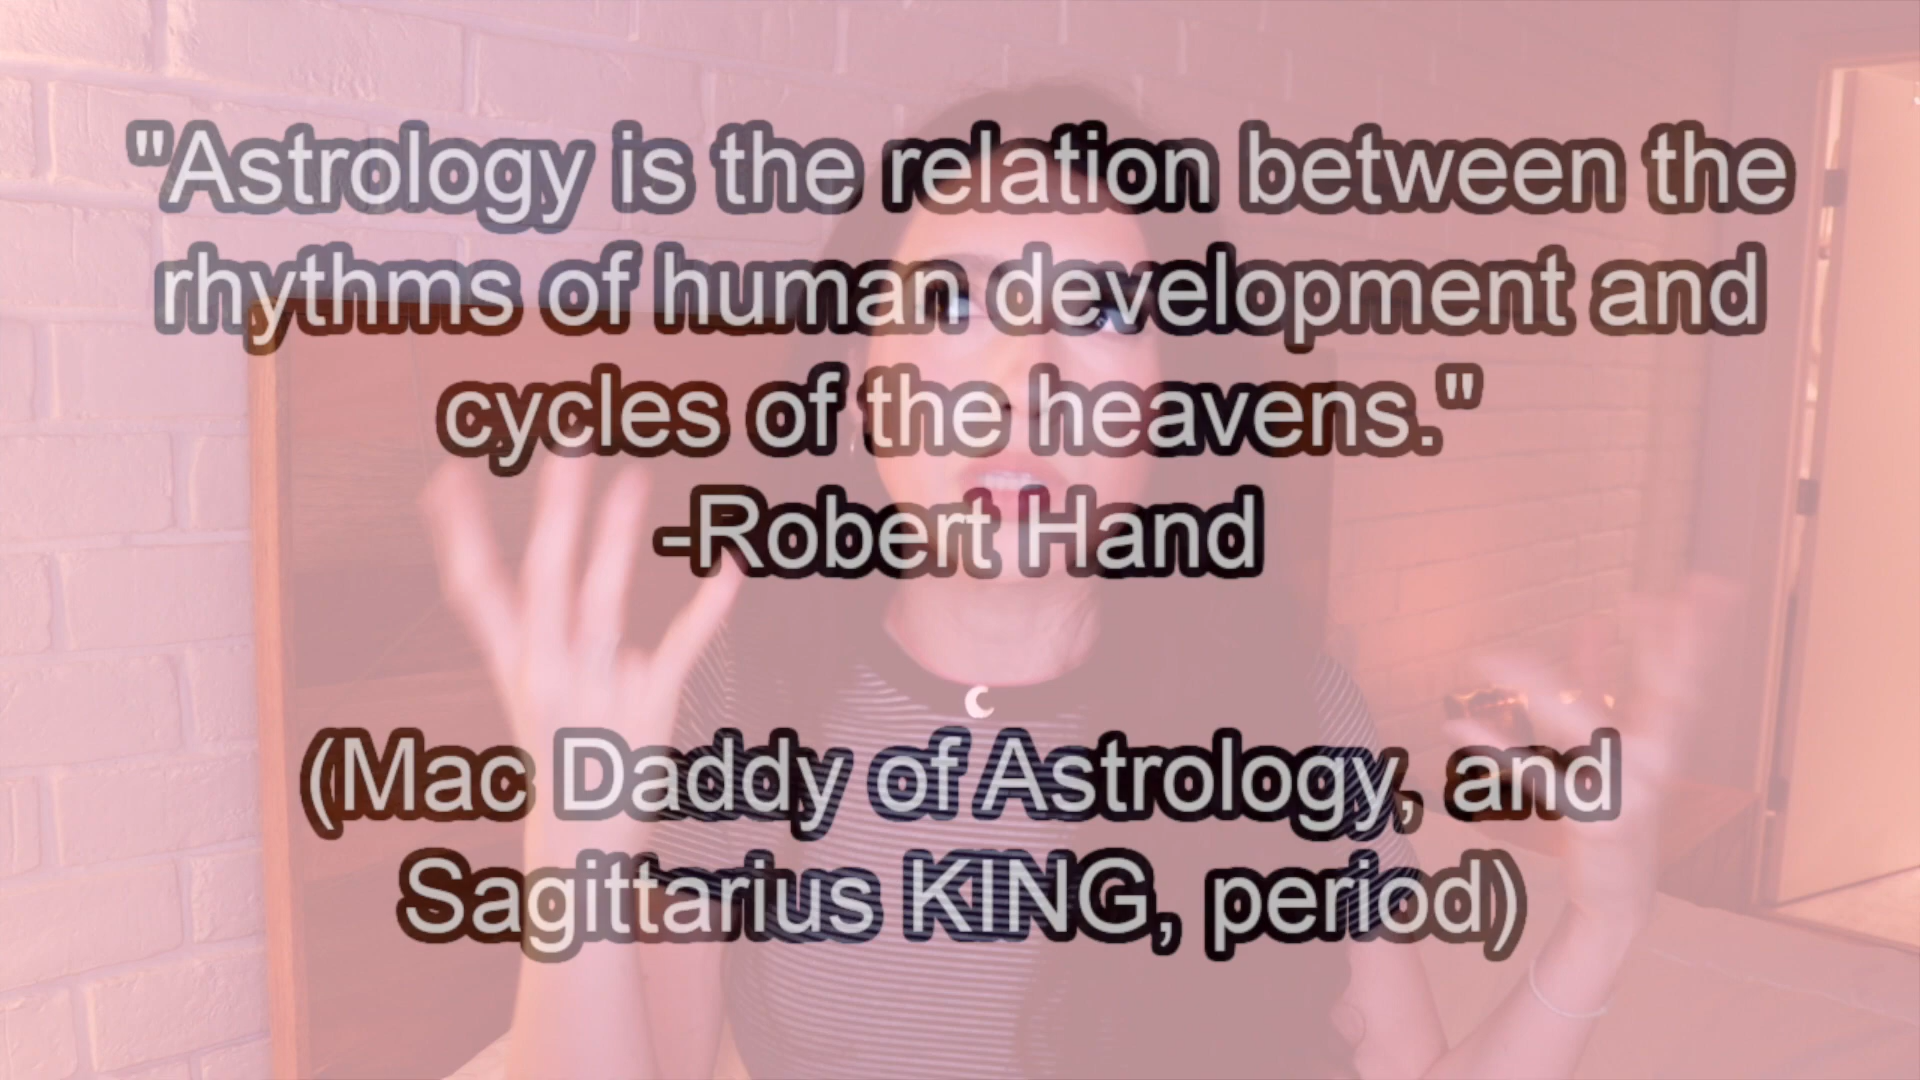 "Astrology is the relation between the
rhythms of human development and
cycles of the heavens."
-Robert Hand
(Mac Daddy of Astrology, and
Sagittarius KING, period)